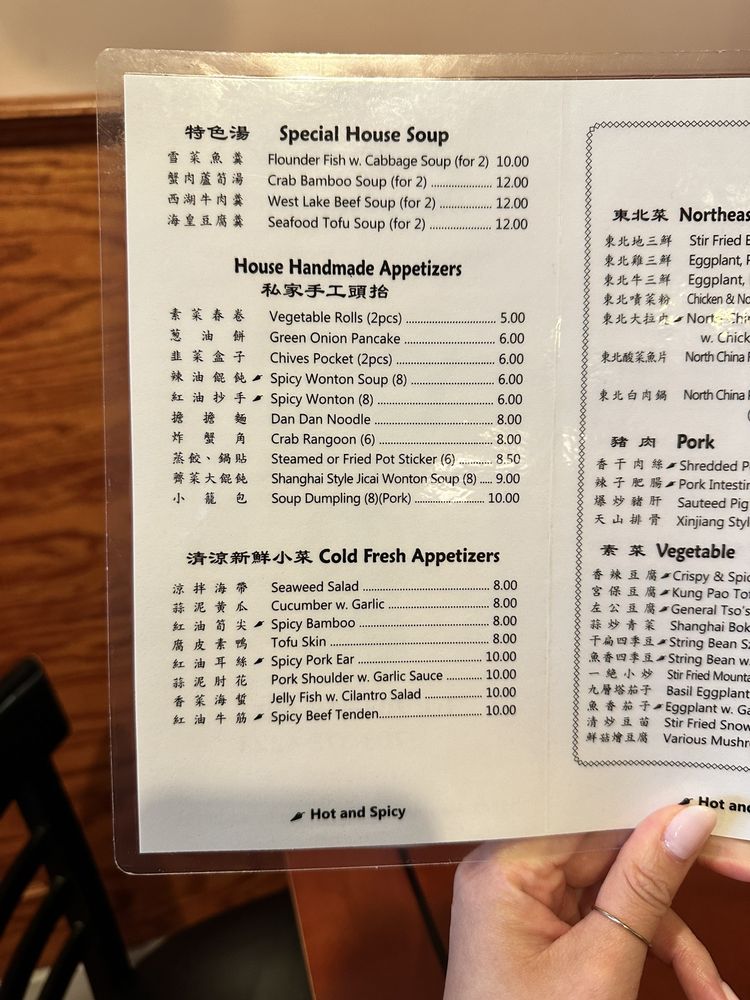 特色湯 Special House Soup
雪菜魚羹 Flounder Fish w. Cabbage Soup (for 2) 10.00
蟹肉蘆筍湯 Crab Bamboo Soup (for 2) 12.00
西湖牛肉羹 West Lake Beef Soup (for 2) 12.00
海皇豆腐羹 Seafood Tofu Soup (for 2) 12.00
House Handmade Appetizers
私家手工頭抬
素菜春卷 Vegetable Rolls (2pcs) 5.00
葱油餅 Green Onion Pancake 6.00
韭菜盒子 Chives Pocket (2pcs) 6.00
辣油餛飩 Spicy Wonton Soup (8) 6.00
紅油抄手 Spicy Wonton (8) 6.00
擔擔麵 Dan Dan Noodle 8.00
炸蟹角 Crab Rangoon (6) 8.00
蒸餃、鍋貼 Steamed or Fried Pot Sticker (6) 8.50
薺菜大餛飩 Shanghai Style Jicai Wonton Soup (8) 9.00
小籠包 Soup Dumpling (8)(Pork) 10.00
清涼新鮮小菜 Cold Fresh Appetizers
涼拌海帶 Seaweed Salad 8.00
蒜泥黄瓜 Cucumber w. Garlic 8.00
紅油筍尖 Spicy Bamboo 8.00
腐皮素鴨 Tofu Skin 8.00
紅油耳絲 Spicy Pork Ear 10.00
蒜泥肘花 Pork Shoulder w. Garlic Sauce 10.00
香菜海蜇 Jelly Fish w. Cilantro Salad 10.00
紅油牛筋 Spicy Beef Tenden 10.00
Hot and Spicy
東北菜 Northeas
東北地三鮮 Stir Fried E
東北雞三鮮 Eggplant, P
東北牛三鮮 Eggplant,
東北噴菜粉 Chicken & No
東北大拉皮 North Chi
w. Chick
東北酸菜魚片 North China
東北白肉鍋 North China
猪肉 Pork
香干肉絲 Shredded P
辣子肥腸 Pork Intestin
爆炒豬肝 Sauteed Pig
天山排骨 Xinjiang Styl
素菜 Vegetable
香辣豆腐 Crispy & Spic
宮保豆腐 Kung Pao Tof
左公豆腐 General Tso's
蒜炒青菜 Shanghai Bok
干扁四季豆 String Bean Sz
魚香四季豆 String Bean w.
一絕小炒 Stir Fried Mounta
九層塔茄子 Basil Eggplant
魚香茄子 Eggplant w. Ga
清炒豆苗 Stir Fried Snow
鮮菇燴豆腐 Various Mushr
Hot and